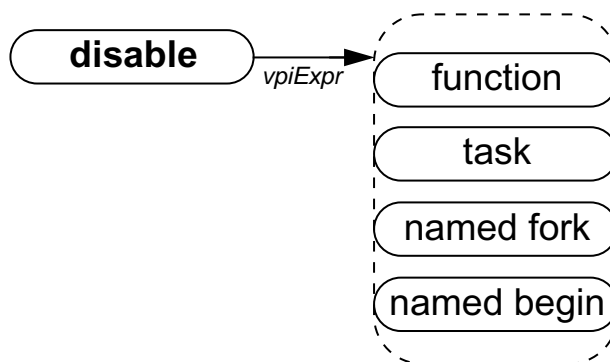 disable
vpiExpr
function
task
named fork
named begin